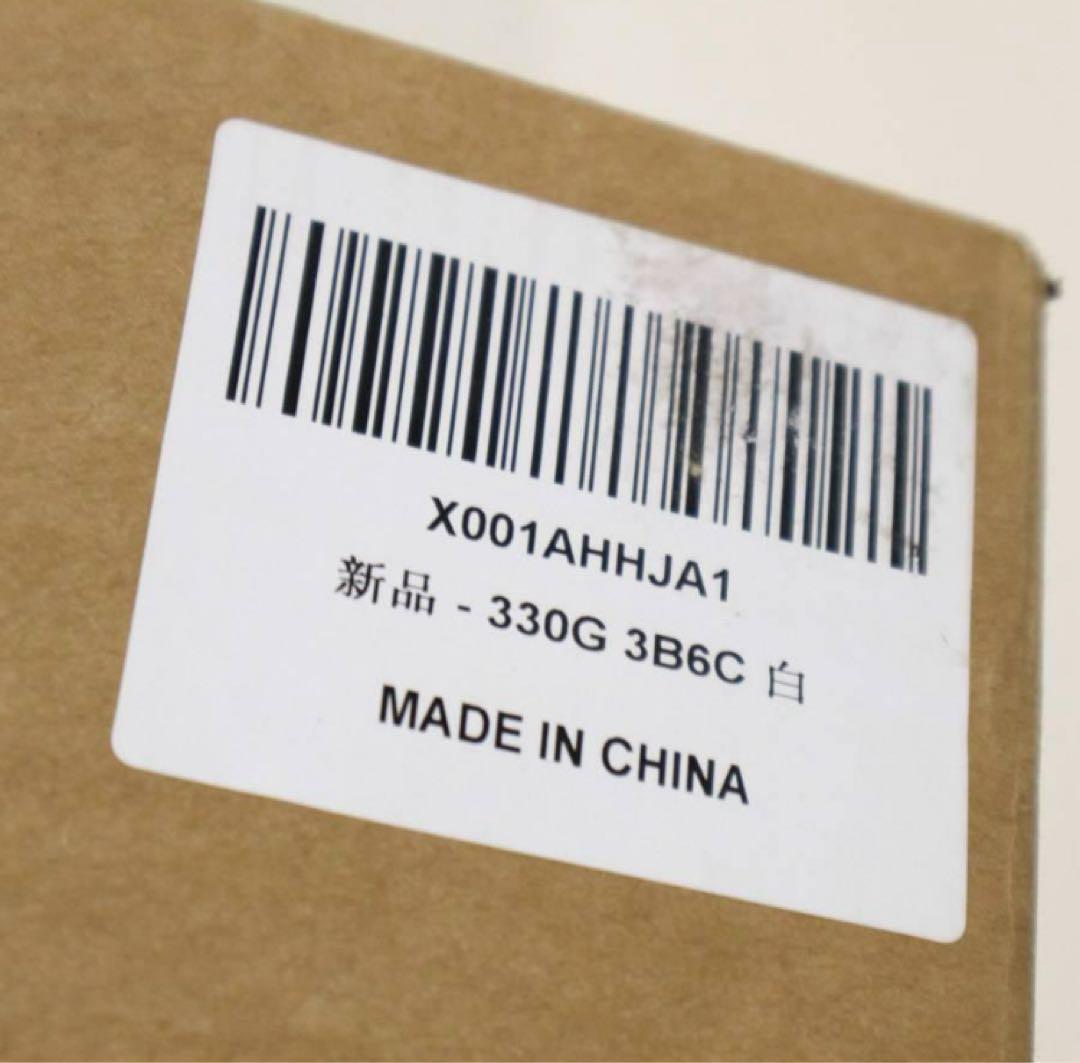 X001AHHJA1
新品 - 330G 3B6C 白
MADE IN CHINA